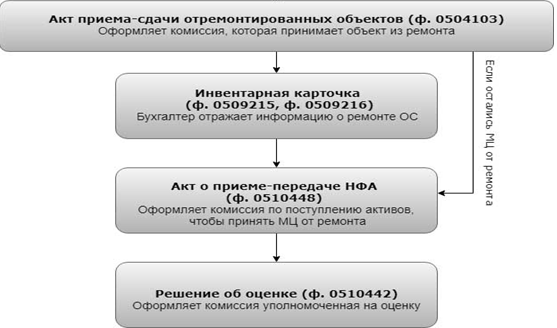 Акт приема-сдачи отремонтированных объектов (ф. 0504103)
Оформляет комиссия, которая принимает объект из ремонта
Если остались МЦ от ремонта
Инвентарная карточка
(ф. 0509215, ф. 0509216)
Бухгалтер отражает информацию о ремонте ОС
Акт о приеме-передаче НФА
(ф. 0510448)
Оформляет комиссия по поступлению активов,
чтобы принять МЦ от ремонта
Решение об оценке (ф. 0510442)
Оформляет комиссия уполномоченная на оценку